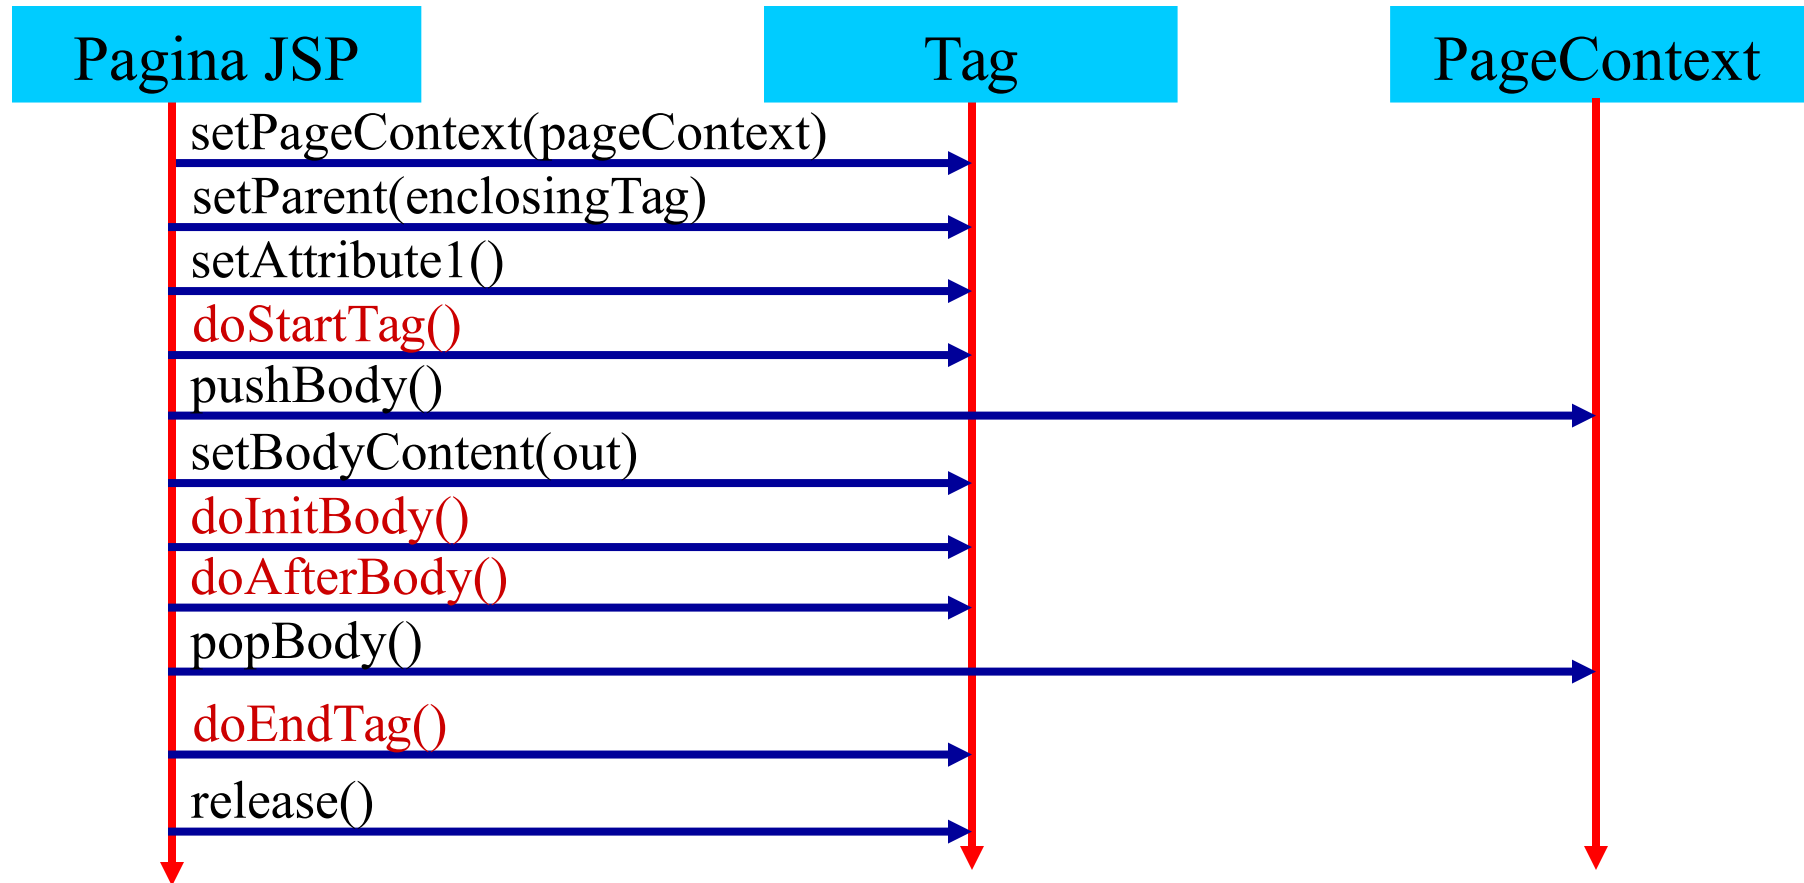 Pagina JSP
Tag
PageContext
setPageContext(pageContext)
setParent(enclosingTag)
setAttribute1()
doStartTag()
pushBody()
setBodyContent(out)
doInitBody()
doAfterBody()
popBody()
doEndTag()
release()